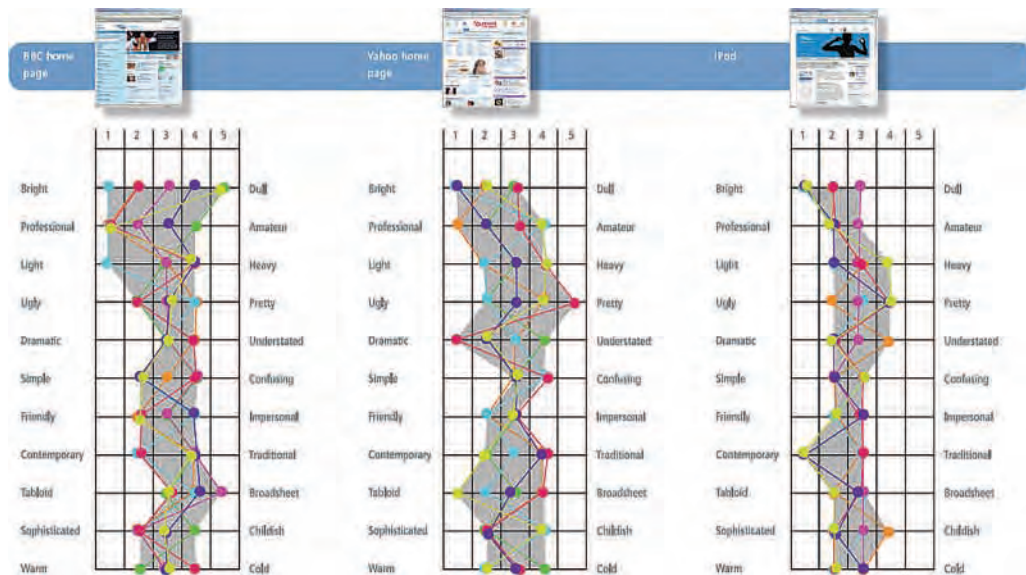 BBC home
page
Yahoo home
page
iPod
1 2 3 4 5
1 2 3 4 5
1 2 3 4 5
Bright Dull Bright Dull Bright Dull
Professional Amateur Professional Amateur Professional Amateur
Light Heavy Light Heavy Light Heavy
Ugly Pretty Ugly Pretty Ugly Pretty
Dramatic Understated Dramatic Understated Dramatic Understated
Simple Confusing Simple Confusing Simple Confusing
Friendly Impersonal Friendly Impersonal Friendly Impersonal
Contemporary Traditional Contemporary Traditional Contemporary Traditional
Tabloid Broadsheet Tabloid Broadsheet Tabloid Broadsheet
Sophisticated Childish Sophisticated Childish Sophisticated Childish
Warm Cold Warm Cold Warm Cold